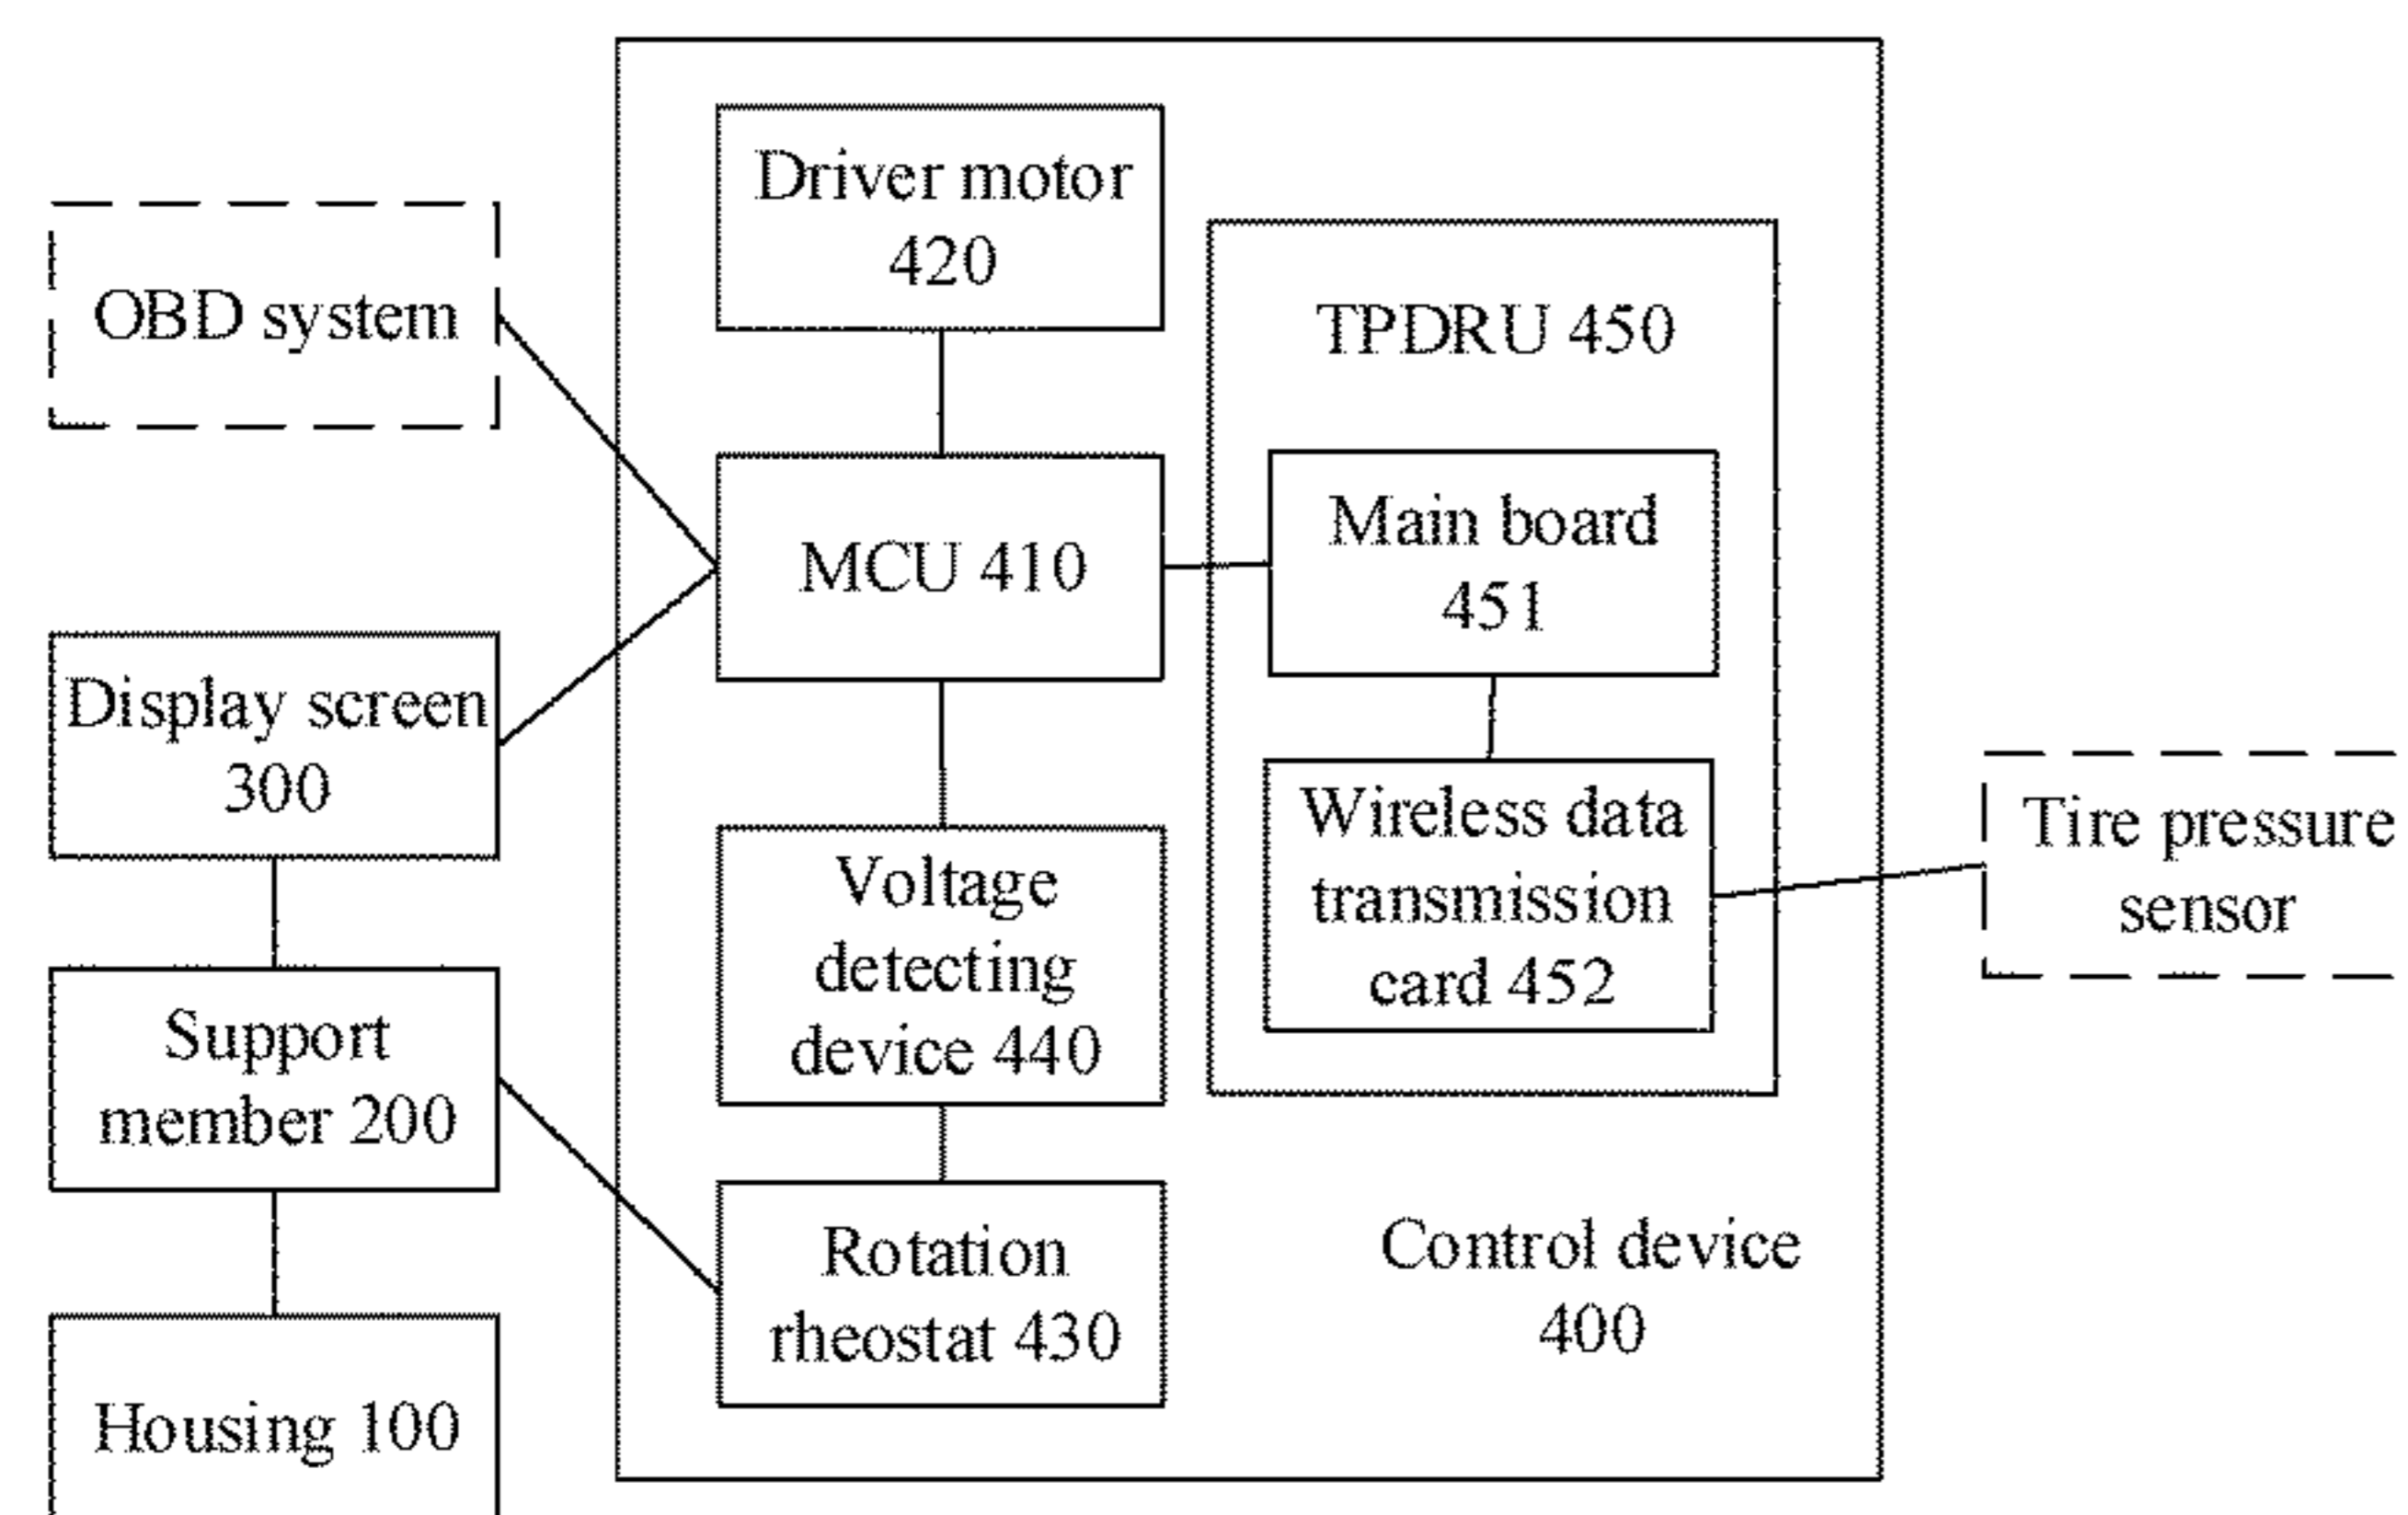 Driver motor
420
OBD system
TPDRU 450
MCU 410
Main board
451
Display screen
300
Wireless data
transmission
card 452
Tire pressure
sensor
Voltage
detecting
device 440
Support
member 200
Rotation
rheostat 430
Control device
400
Housing 100